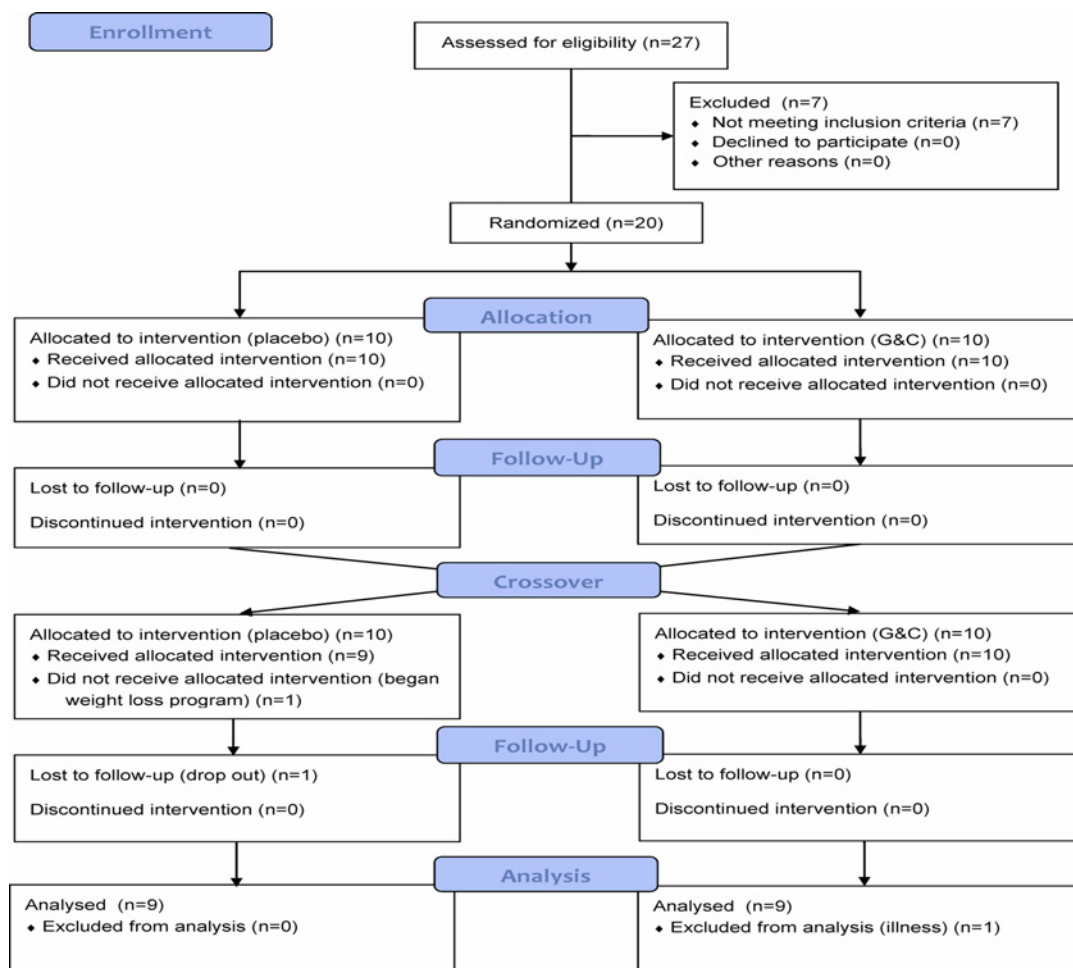 Enrollment
Assessed for eligibility (n=27)
Excluded (n=7)
♦ Not meeting inclusion criteria (n=7)
♦ Declined to participate (n=0)
♦ Other reasons (n=0)
Randomized (n=20)
Allocation
Allocated to intervention (placebo) (n=10)
♦ Received allocated intervention (n=10)
♦ Did not receive allocated intervention (n=0)
Allocated to intervention (G&C) (n=10)
♦ Received allocated intervention (n=10)
♦ Did not receive allocated intervention (n=0)
Follow-Up
Lost to follow-up (n=0)
Discontinued intervention (n=0)
Lost to follow-up (n=0)
Discontinued intervention (n=0)
Crossover
Allocated to intervention (placebo) (n=10)
♦ Received allocated intervention (n=9)
♦ Did not receive allocated intervention (began
weight loss program) (n=1)
Allocated to intervention (G&C) (n=10)
♦ Received allocated intervention (n=10)
♦ Did not receive allocated intervention (n=0)
Follow-Up
Lost to follow-up (drop out) (n=1)
Discontinued intervention (n=0)
Lost to follow-up (n=0)
Discontinued intervention (n=0)
Analysis
Analysed (n=9)
♦ Excluded from analysis (n=0)
Analysed (n=9)
♦ Excluded from analysis (illness) (n=1)